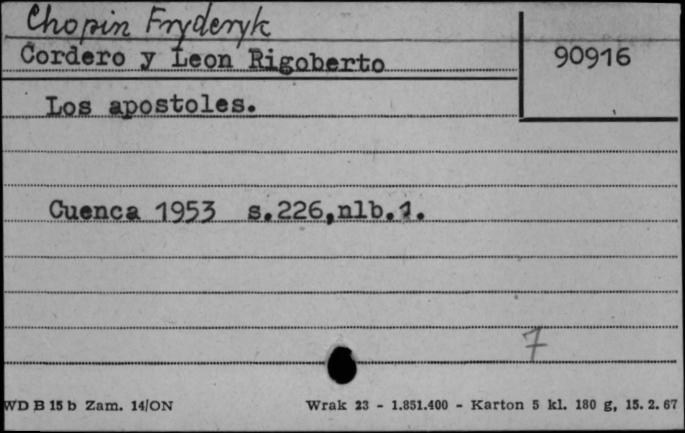 Chopin Fryderyk
Cordero y Leon Rigoberto
90916
Los apostoles.
Cuenca 1953 s.226,nlb.1.
7
WD B 15 b Zam. 14/ON
Wrak 23 - 1.851.400 - Karton 5 kl. 180 g, 15. 2. 67